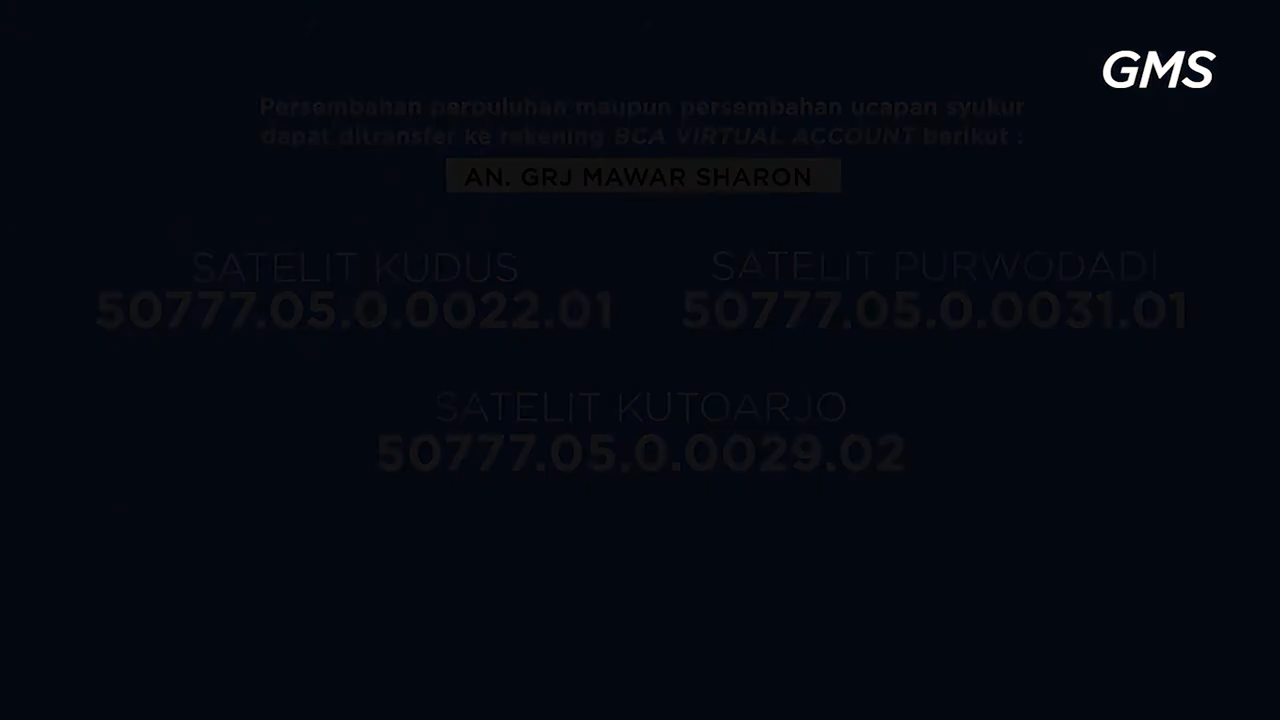 GMS
Persembahan perpuluhan maupun persembahan ucapan syukur
dapat ditransfer ke rekening BCA VIRTUAL ACCOUNT berikut :
AN. GRJ MAWAR SHARON
SATELIT KUDUS
50777.05.0.0022.01
SATELIT PURWODADI
50777.05.0.0031.01
SATELIT KUTOARJO
50777.05.0.0029.02